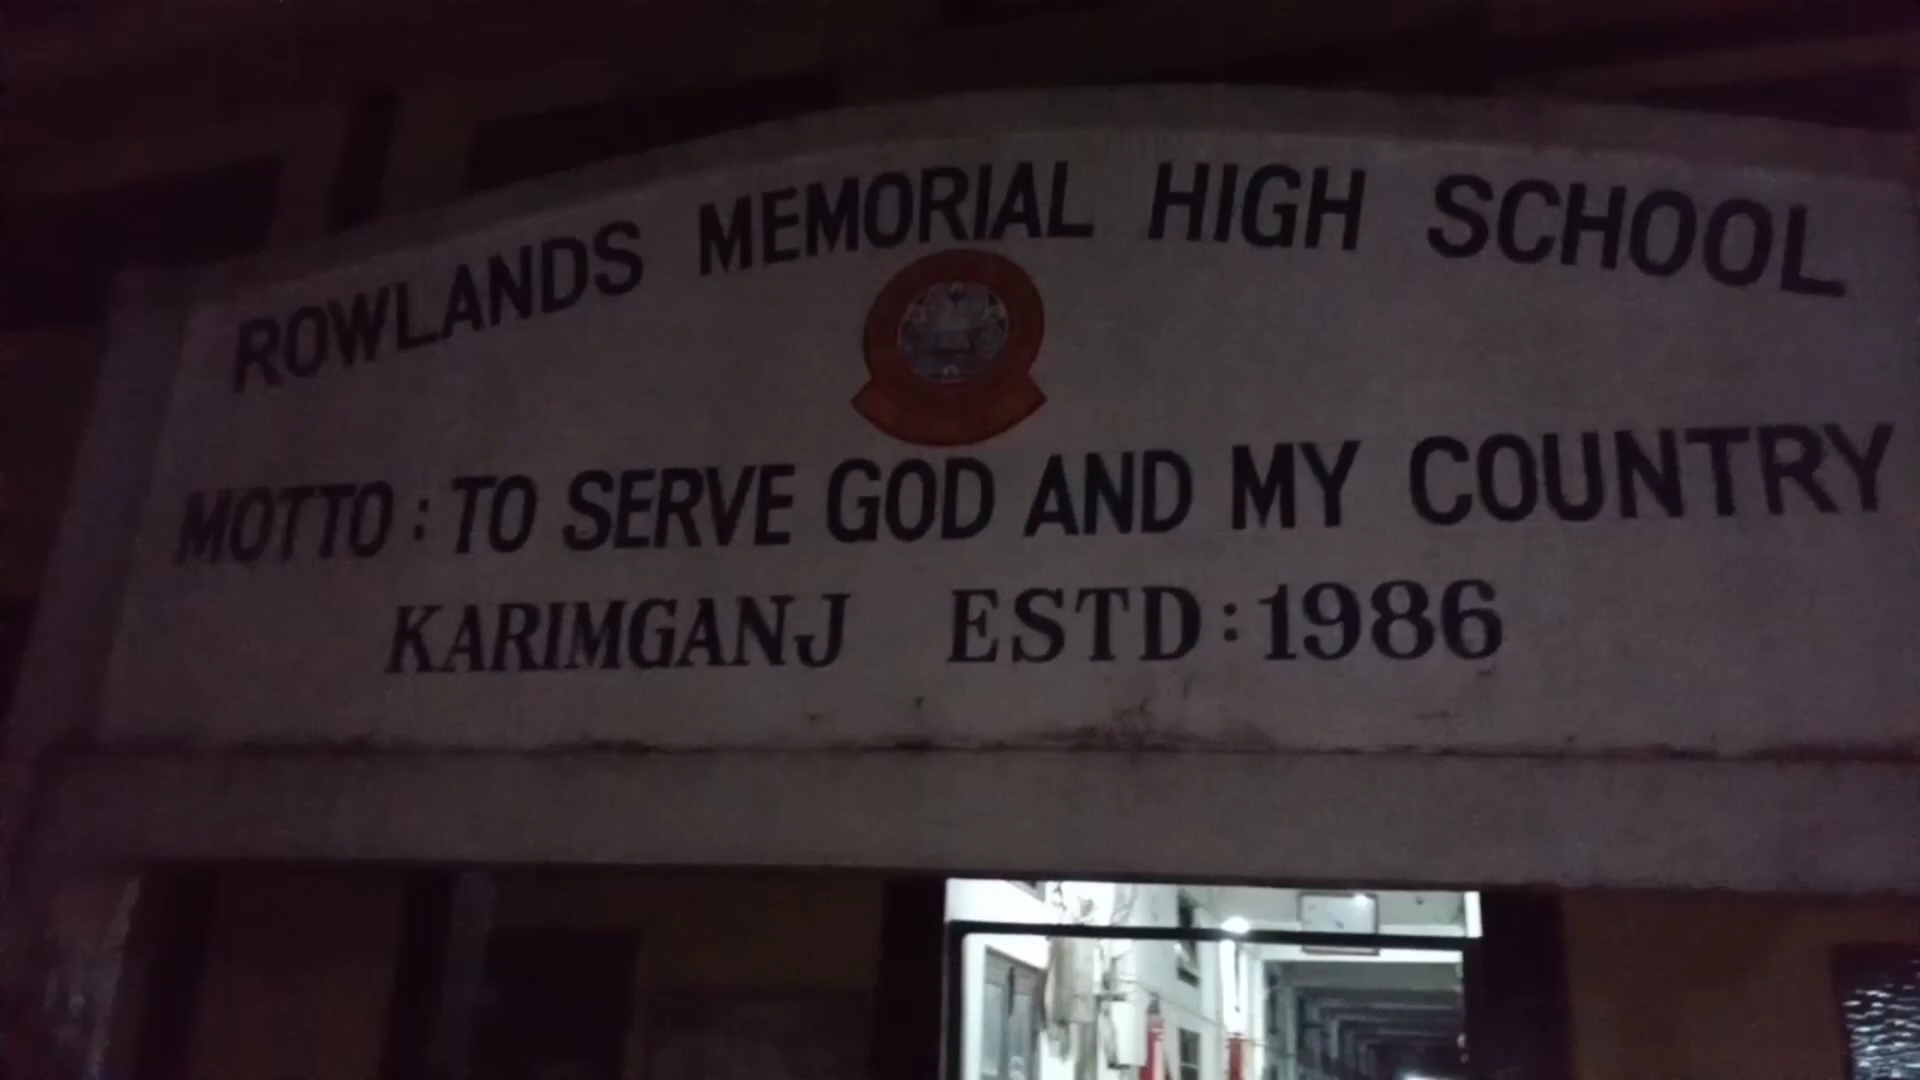 ROWLANDS MEMORIAL HIGH SCHOOL
MOTTO : TO SERVE GOD AND MY COUNTRY
KARIMGANJ ESTD : 1986